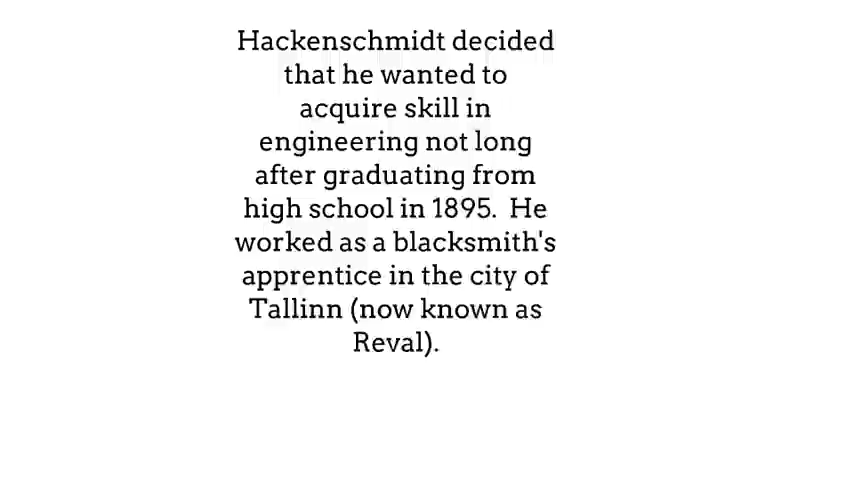 Hackenschmidt decided
that he wanted to
acquire skill in
engineering not long
after graduating from
high school in 1895.  He
worked as a blacksmith's
apprentice in the city of
Tallinn (now known as
Reval).